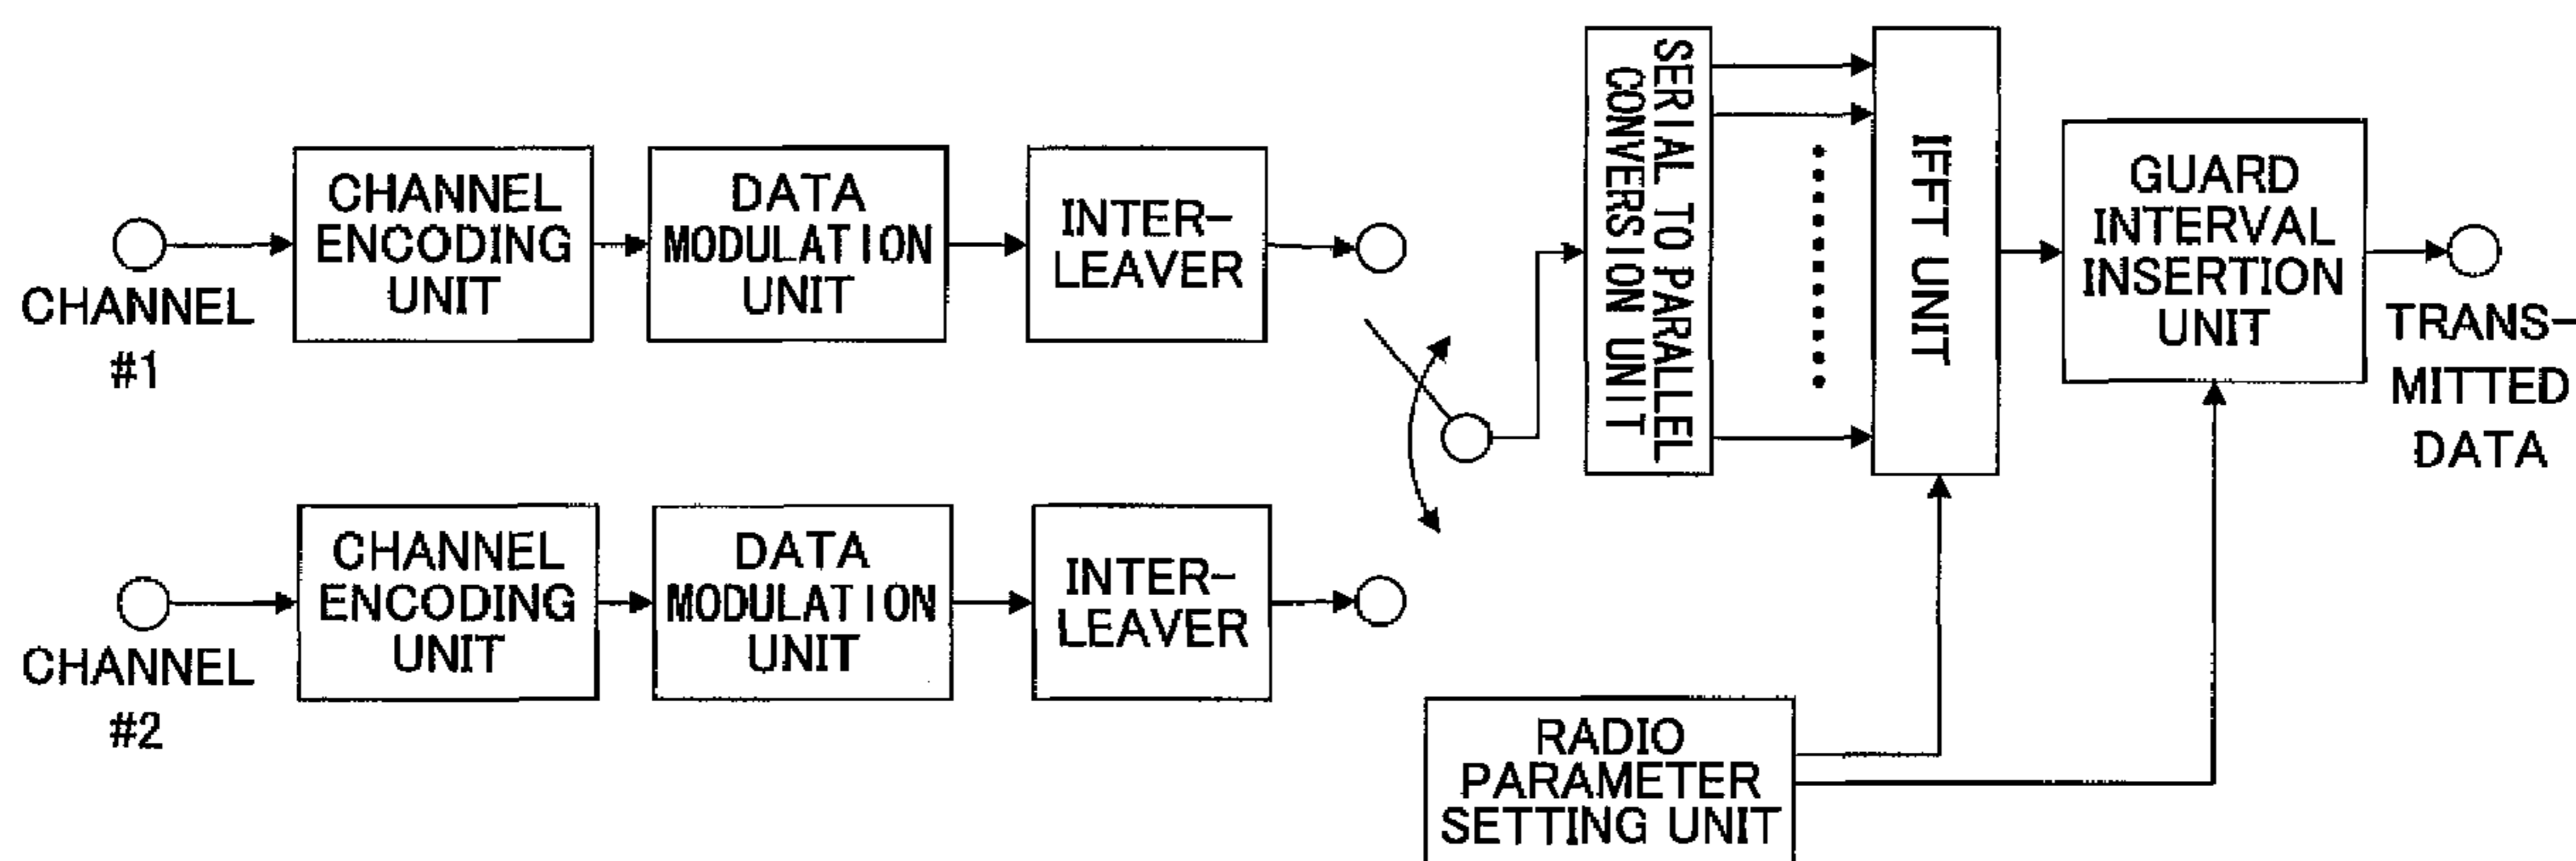 CHANNEL
#1
CHANNEL
ENCODING
UNIT
DATA
MODULATION
UNIT
INTER-
LEAVER
SERIAL TO PARALLEL
CONVERSION UNIT
IFFT UNIT
GUARD
INTERVAL
INSERTION
UNIT
TRANS-
MITTED
DATA
CHANNEL
#2
CHANNEL
ENCODING
UNIT
DATA
MODULATION
UNIT
INTER-
LEAVER
RADIO
PARAMETER
SETTING UNIT